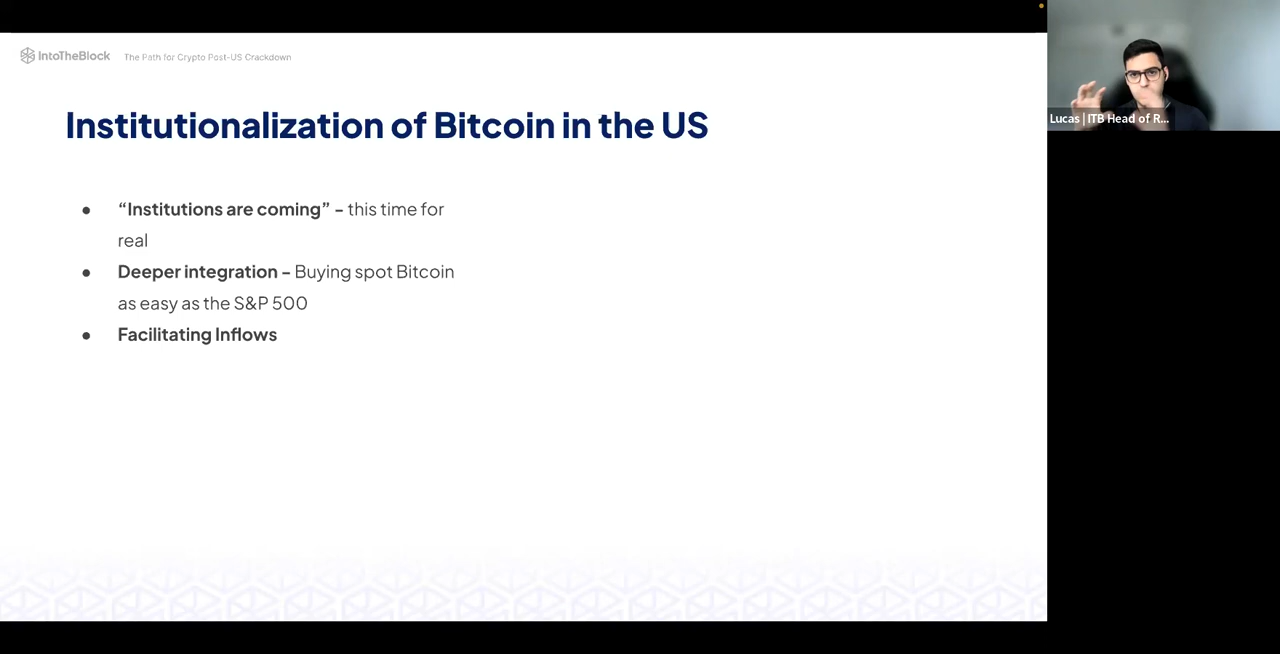 IntoTheBlock
The Path for Crypto Post-US Crackdown
Institutionalization of Bitcoin in the US
● “Institutions are coming” – this time for
real
● Deeper integration – Buying spot Bitcoin
as easy as the S&P 500
● Facilitating Inflows
Lucas | ITB Head of R...